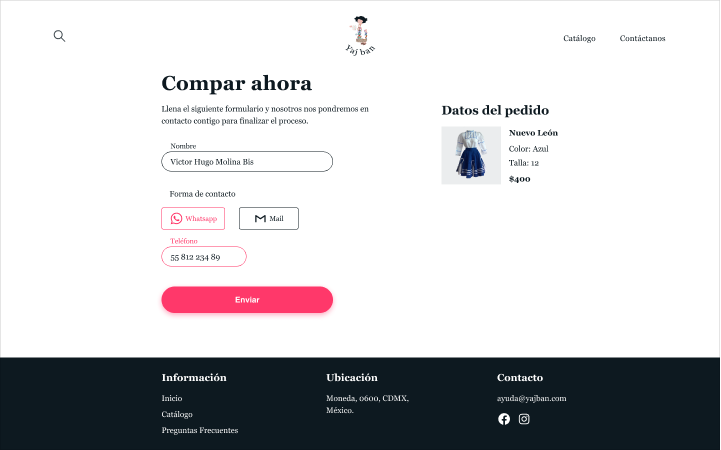 yaj ban
Catálogo
Contáctanos
Compar ahora
Llena el siguiente formulario y nosotros nos pondremos en
contacto contigo para finalizar el proceso.
Nombre
Victor Hugo Molina Bis
Forma de contacto
Whatsapp
Mail
Teléfono
55 812 234 89
Enviar
Datos del pedido
Nuevo León
Color: Azul
Talla: 12
$400
Información
Inicio
Catálogo
Preguntas Frecuentes
Ubicación
Moneda, 0600, CDMX,
México.
Contacto
ayuda@yajban.com